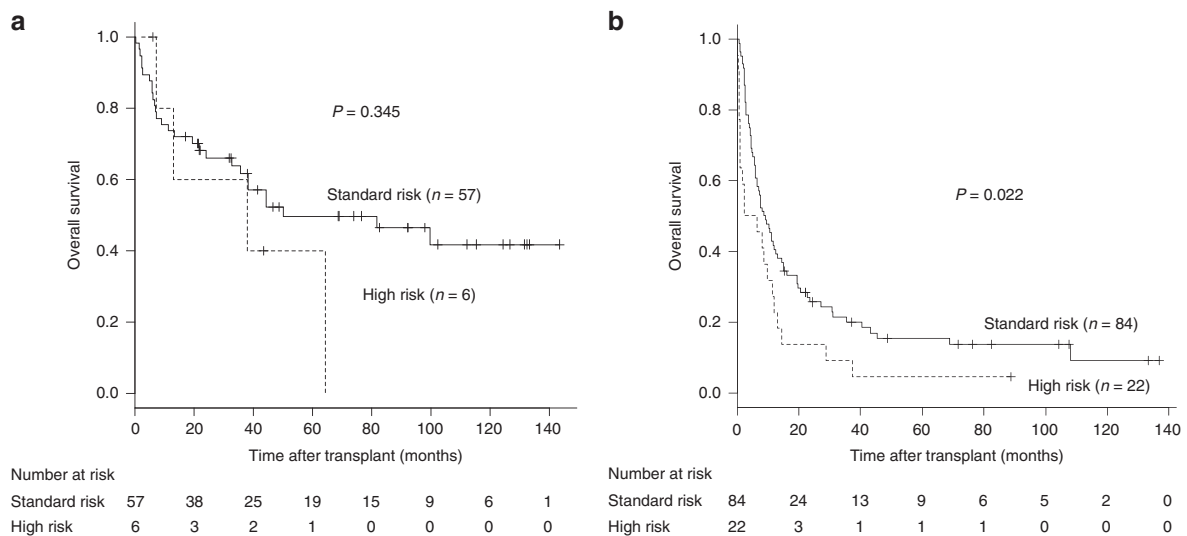 a
1.0
0.8
0.6
0.4
0.2
0.0
Overall survival
P = 0.345
Standard risk (n = 57)
High risk (n = 6)
0 20 40 60 80 100 120 140
Time after transplant (months)
Number at risk
Standard risk 57 38 25 19 15 9 6 1
High risk 6 3 2 1 0 0 0 0
b
1.0
0.8
0.6
0.4
0.2
0.0
Overall survival
P = 0.022
Standard risk (n = 84)
High risk (n = 22)
0 20 40 60 80 100 120 140
Time after transplant (months)
Number at risk
Standard risk 84 24 13 9 6 5 2 0
High risk 22 3 1 1 1 0 0 0